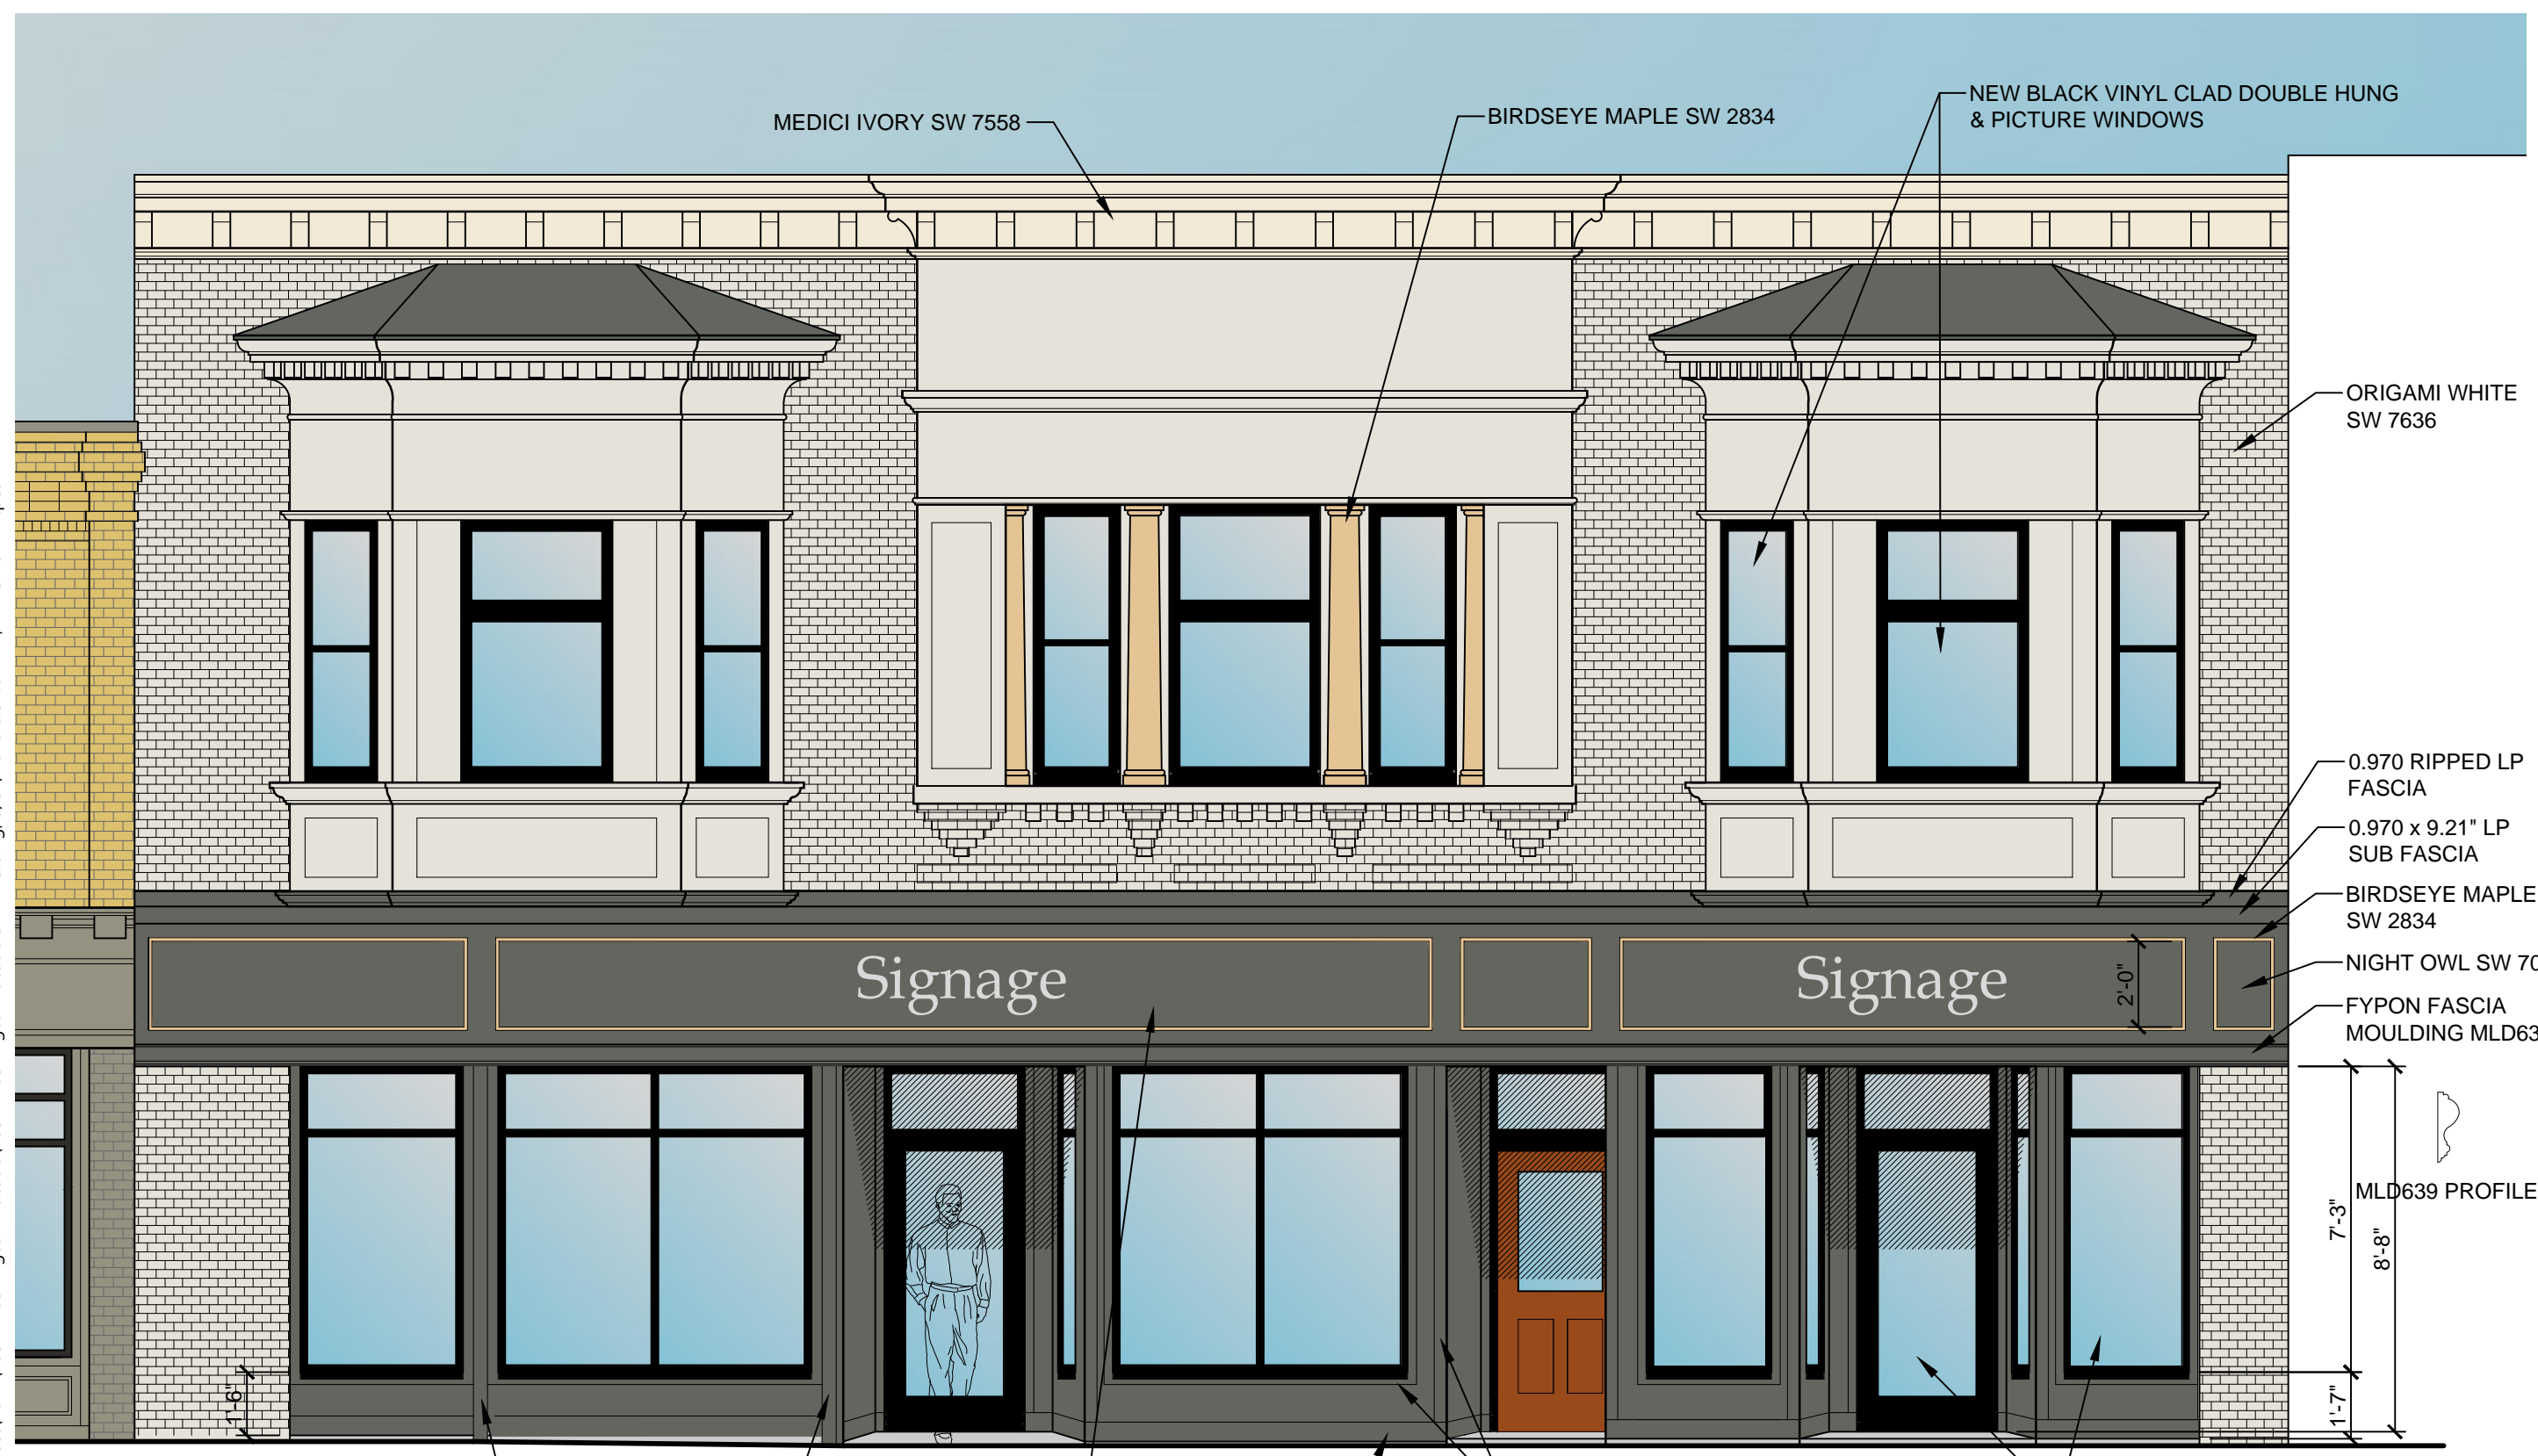 MEDICI IVORY SW 7558
BIRDSEYE MAPLE SW 2834
NEW BLACK VINYL CLAD DOUBLE HUNG
& PICTURE WINDOWS
ORIGAMI WHITE
SW 7636
0.970 RIPPED LP
FASCIA
0.970 x 9.21" LP
SUB FASCIA
BIRDSEYE MAPLE
SW 2834
NIGHT OWL SW 70
FYPON FASCIA
MOULDING MLD63
Signage
Signage
2'-0"
MLD639 PROFILE
7'-3"
8'-8"
1'-6"
1'-7"